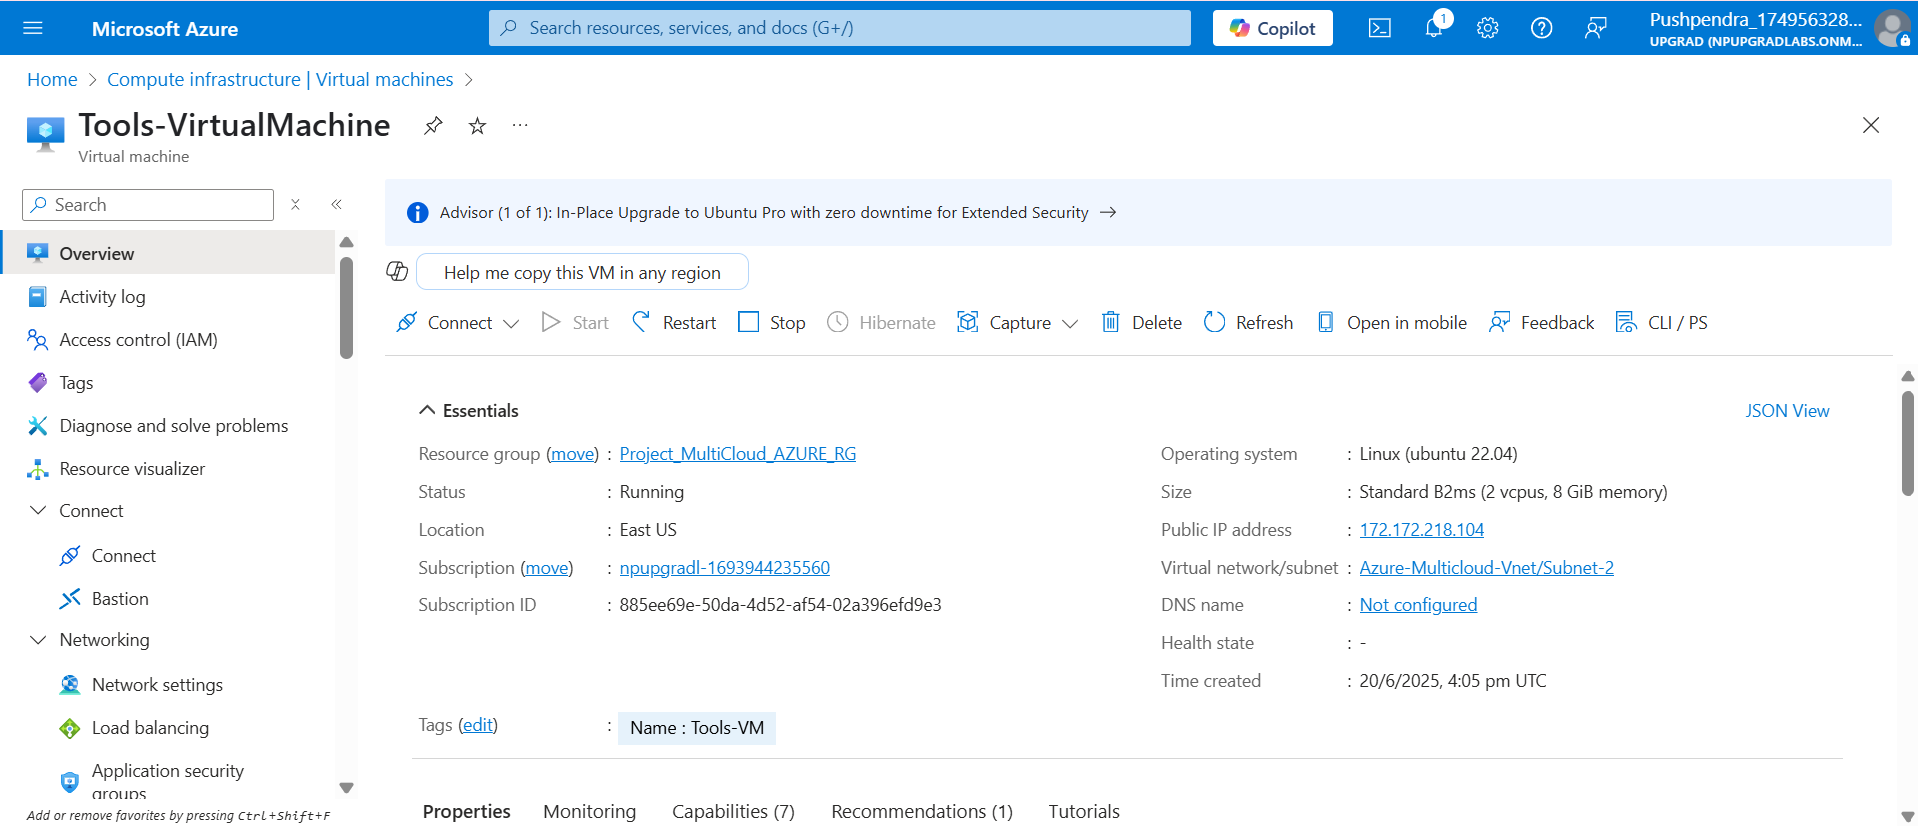 Microsoft Azure
Search resources, services, and docs (G+/)
Copilot
1
Pushpendra_174956328...
UPGRAD (NPUPGRADLABS.ONM...
Home > Compute infrastructure | Virtual machines >
Tools-VirtualMachine
Virtual machine
Search
Overview
Activity log
Access control (IAM)
Tags
Diagnose and solve problems
Resource visualizer
Connect
Connect
Bastion
Networking
Network settings
Load balancing
Application security
groups
Add or remove favorites by pressing Ctrl+Shift+F
Advisor (1 of 1): In-Place Upgrade to Ubuntu Pro with zero downtime for Extended Security →
Help me copy this VM in any region
Connect Start Restart Stop Hibernate Capture Delete Refresh Open in mobile Feedback CLI / PS
Essentials
JSON View
Resource group (move) : Project_MultiCloud_AZURE_RG
Status : Running
Location : East US
Subscription (move) : npupgradl-1693944235560
Subscription ID : 885ee69e-50da-4d52-af54-02a396efd9e3
Operating system : Linux (ubuntu 22.04)
Size : Standard B2ms (2 vcpus, 8 GiB memory)
Public IP address : 172.172.218.104
Virtual network/subnet : Azure-Multicloud-Vnet/Subnet-2
DNS name : Not configured
Health state : -
Time created : 20/6/2025, 4:05 pm UTC
Tags (edit) : Name : Tools-VM
Properties Monitoring Capabilities (7) Recommendations (1) Tutorials